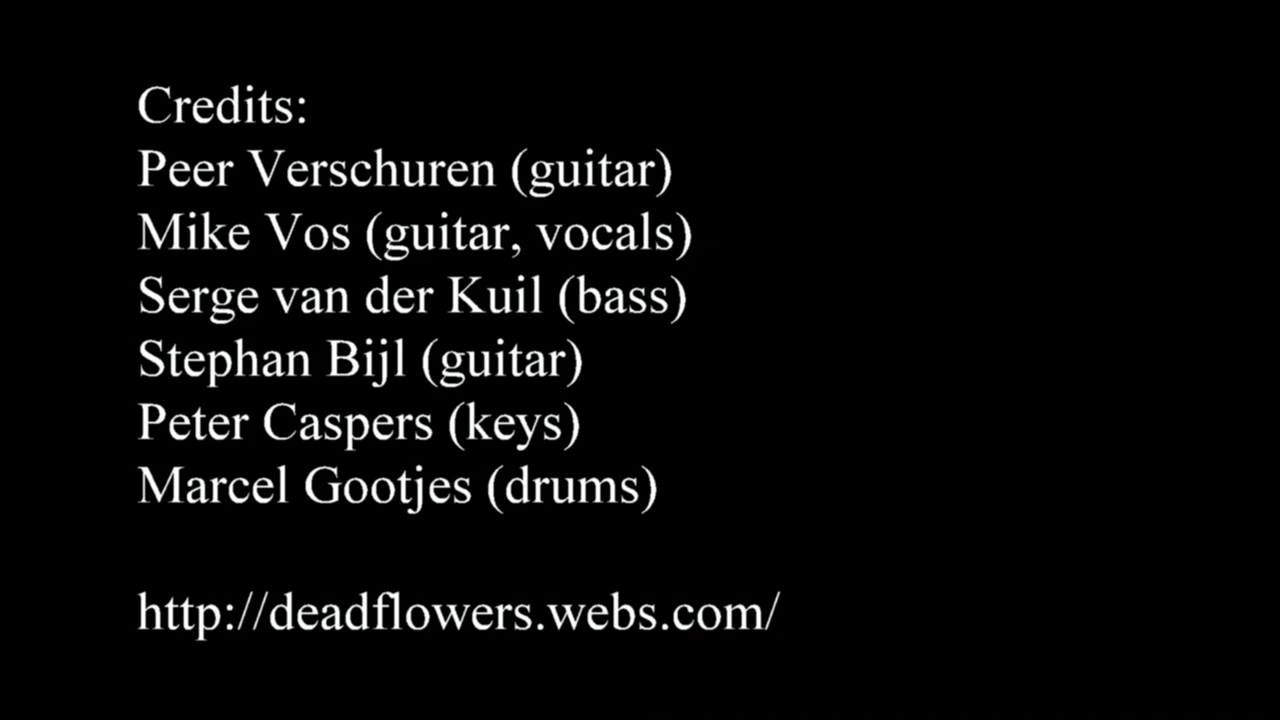 Credits:
Peer Verschuren (guitar)
Mike Vos (guitar, vocals)
Serge van der Kuil (bass)
Stephan Bijl (guitar)
Peter Caspers (keys)
Marcel Gootjes (drums)
http://deadflowers.webs.com/